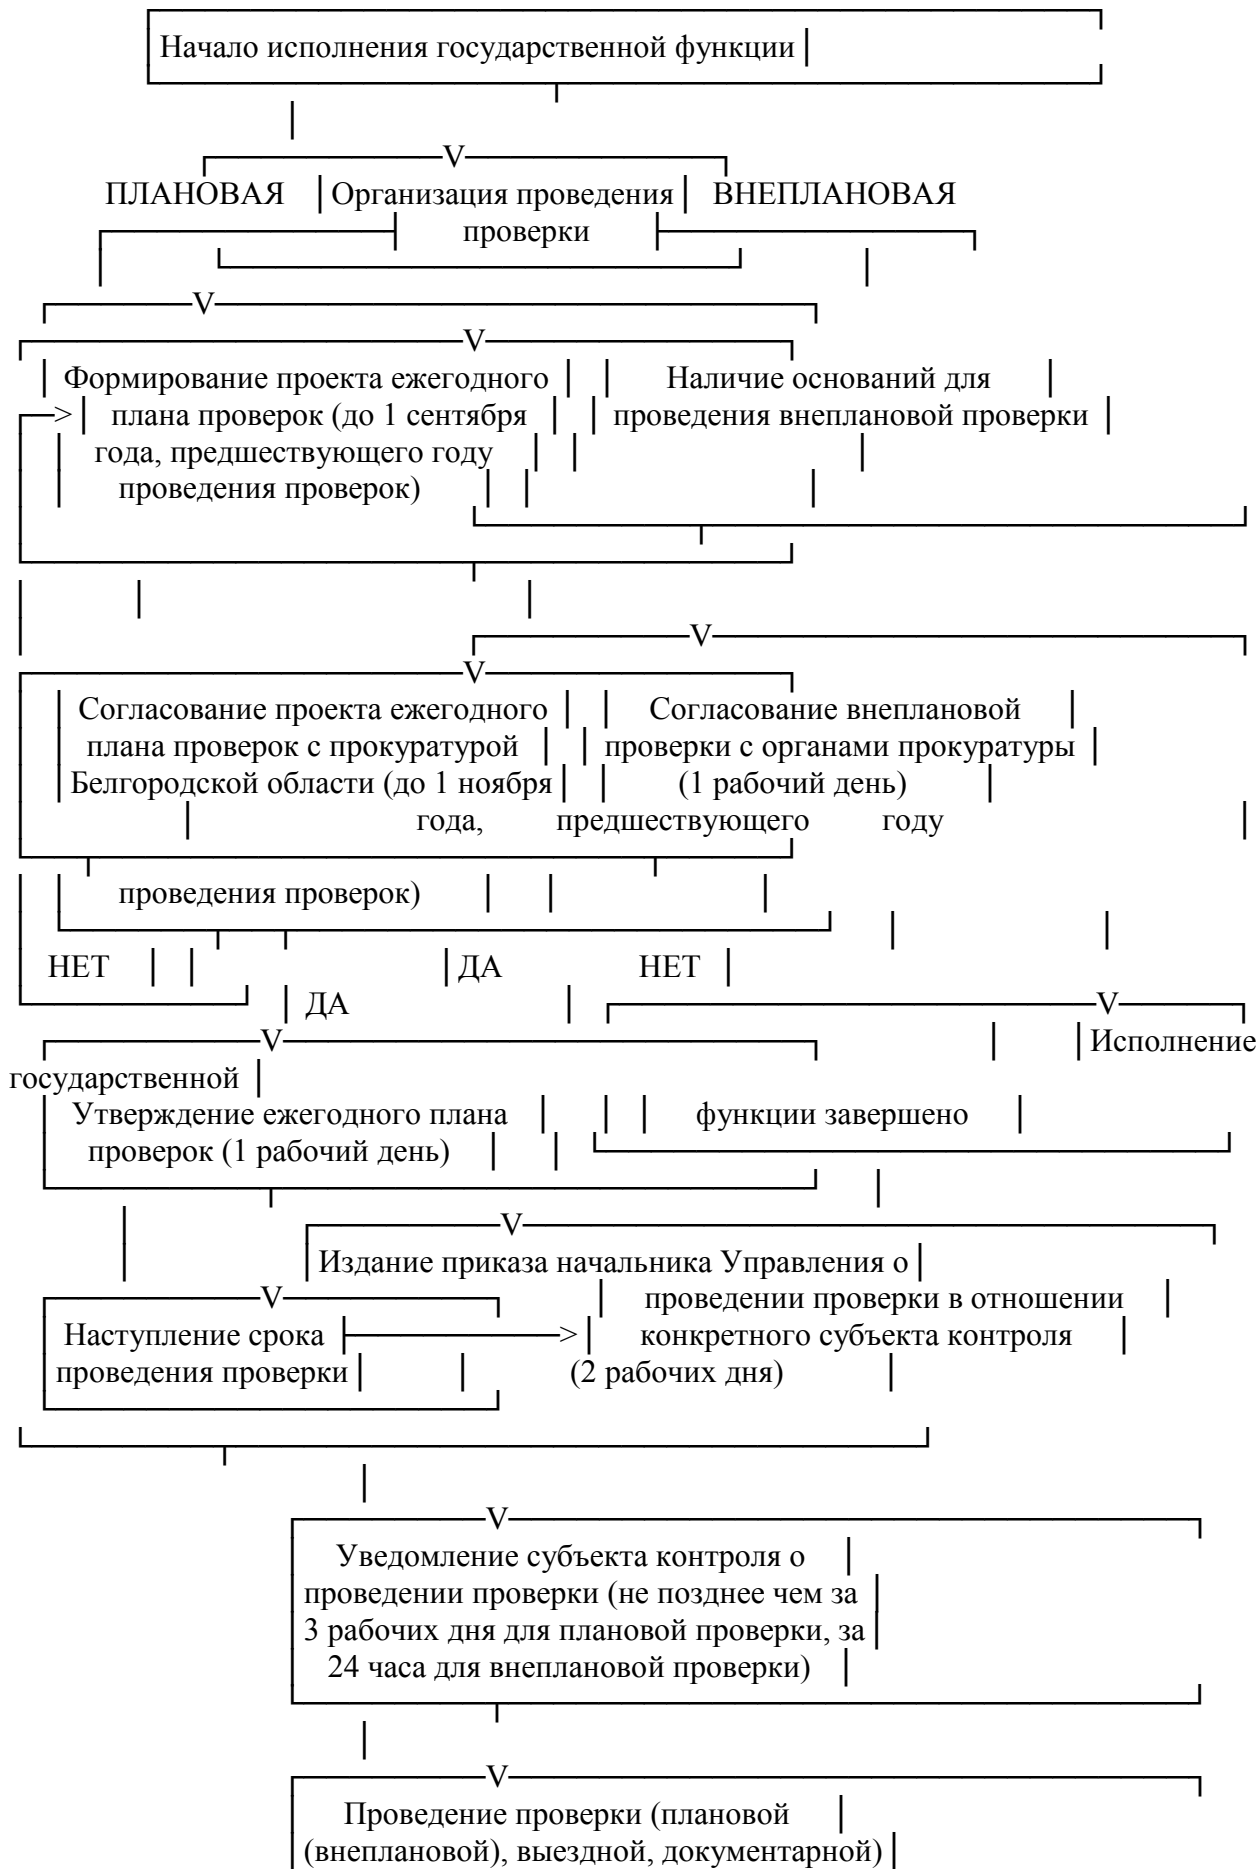 Начало исполнения государственной функции
V
ПЛАНОВАЯ Организация проведения ВНЕПЛАНОВАЯ
проверки
V
V
Формирование проекта ежегодного Наличие оснований для
> плана проверок (до 1 сентября проведения внеплановой проверки
года, предшествующего году
проведения проверок)
V
V
Согласование проекта ежегодного Согласование внеплановой
плана проверок с прокуратурой проверки с органами прокуратуры
Белгородской области (до 1 ноября (1 рабочий день)
года, предшествующего году
проведения проверок)
НЕТ ДА НЕТ
ДА V
V Исполнение
государственной
Утверждение ежегодного плана функции завершено
проверок (1 рабочий день)
V
Издание приказа начальника Управления о
V проведении проверки в отношении
Наступление срока > конкретного субъекта контроля
проведения проверки (2 рабочих дня)
V
Уведомление субъекта контроля о
проведении проверки (не позднее чем за
3 рабочих дня для плановой проверки, за
24 часа для внеплановой проверки)
V
Проведение проверки (плановой
(внеплановой), выездной, документарной)